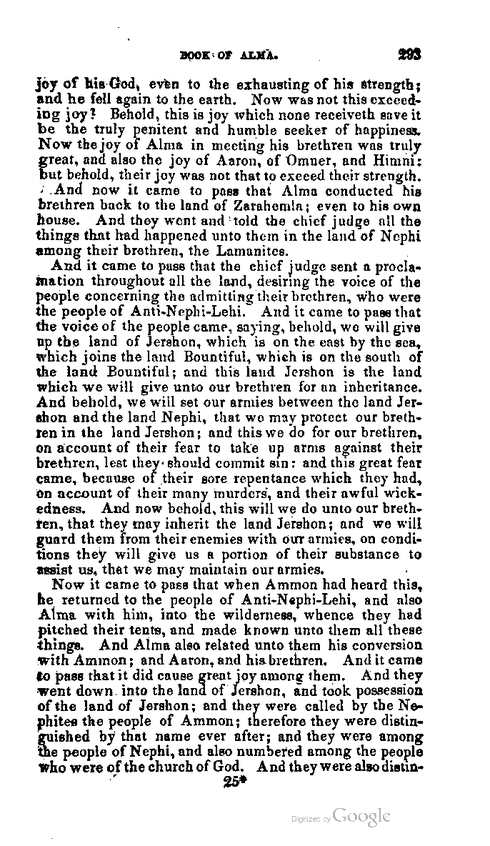 BOOK OF ALMA. 293
joy of his God, even to the exhausting of his strength;
and he fell again to the earth. Now was not this exceed-
ing joy? Behold, this is joy which none receiveth save it
be the truly penitent and humble seeker of happiness.
Now the joy of Alma in meeting his brethren was truly
great, and also the joy of Aaron, of Omner, and Himni:
but behold, their joy was not that to exceed their strength.
And now it came to pass that Alma conducted his
brethren back to the land of Zarahemla; even to his own
house. And they went and told the chief judge all the
things that had happened unto them in the land of Nephi
among their brethren, the Lamanites.
And it came to pass that the chief judge sent a procla-
mation throughout all the land, desiring the voice of the
people concerning the admitting their brethren, who were
the people of Anti-Nephi-Lehi. And it came to pass that
the voice of the people came, saying, behold, we will give
up the land of Jershon, which is on the east by the sea,
which joins the land Bountiful, which is on the south of
the land Bountiful; and this land Jershon is the land
which we will give unto our brethren for an inheritance.
And behold, we will set our armies between the land Jer-
shon and the land Nephi, that we may protect our breth-
ren in the land Jershon; and this we do for our brethren,
on account of their fear to take up arms against their
brethren, lest they should commit sin: and this great fear
came, because of their sore repentance which they had,
on account of their many murders, and their awful wick-
edness. And now behold, this will we do unto our breth-
ren, that they may inherit the land Jershon; and we will
guard them from their enemies with our armies, on condi-
tions they will give us a portion of their substance to
assist us, that we may maintain our armies.
Now it came to pass that when Ammon had heard this,
he returned to the people of Anti-Nephi-Lehi, and also
Alma with him, into the wilderness, whence they had
pitched their tents, and made known unto them all these
things. And Alma also related unto them his conversion
with Ammon; and Aaron, and his brethren. And it came
to pass that it did cause great joy among them. And they
went down into the land of Jershon, and took possession
of the land of Jershon; and they were called by the Ne-
phites the people of Ammon; therefore they were distin-
guished by that name ever after; and they were among
the people of Nephi, and also numbered among the people
who were of the church of God. And they were also distin-
25*
Digitized by Google